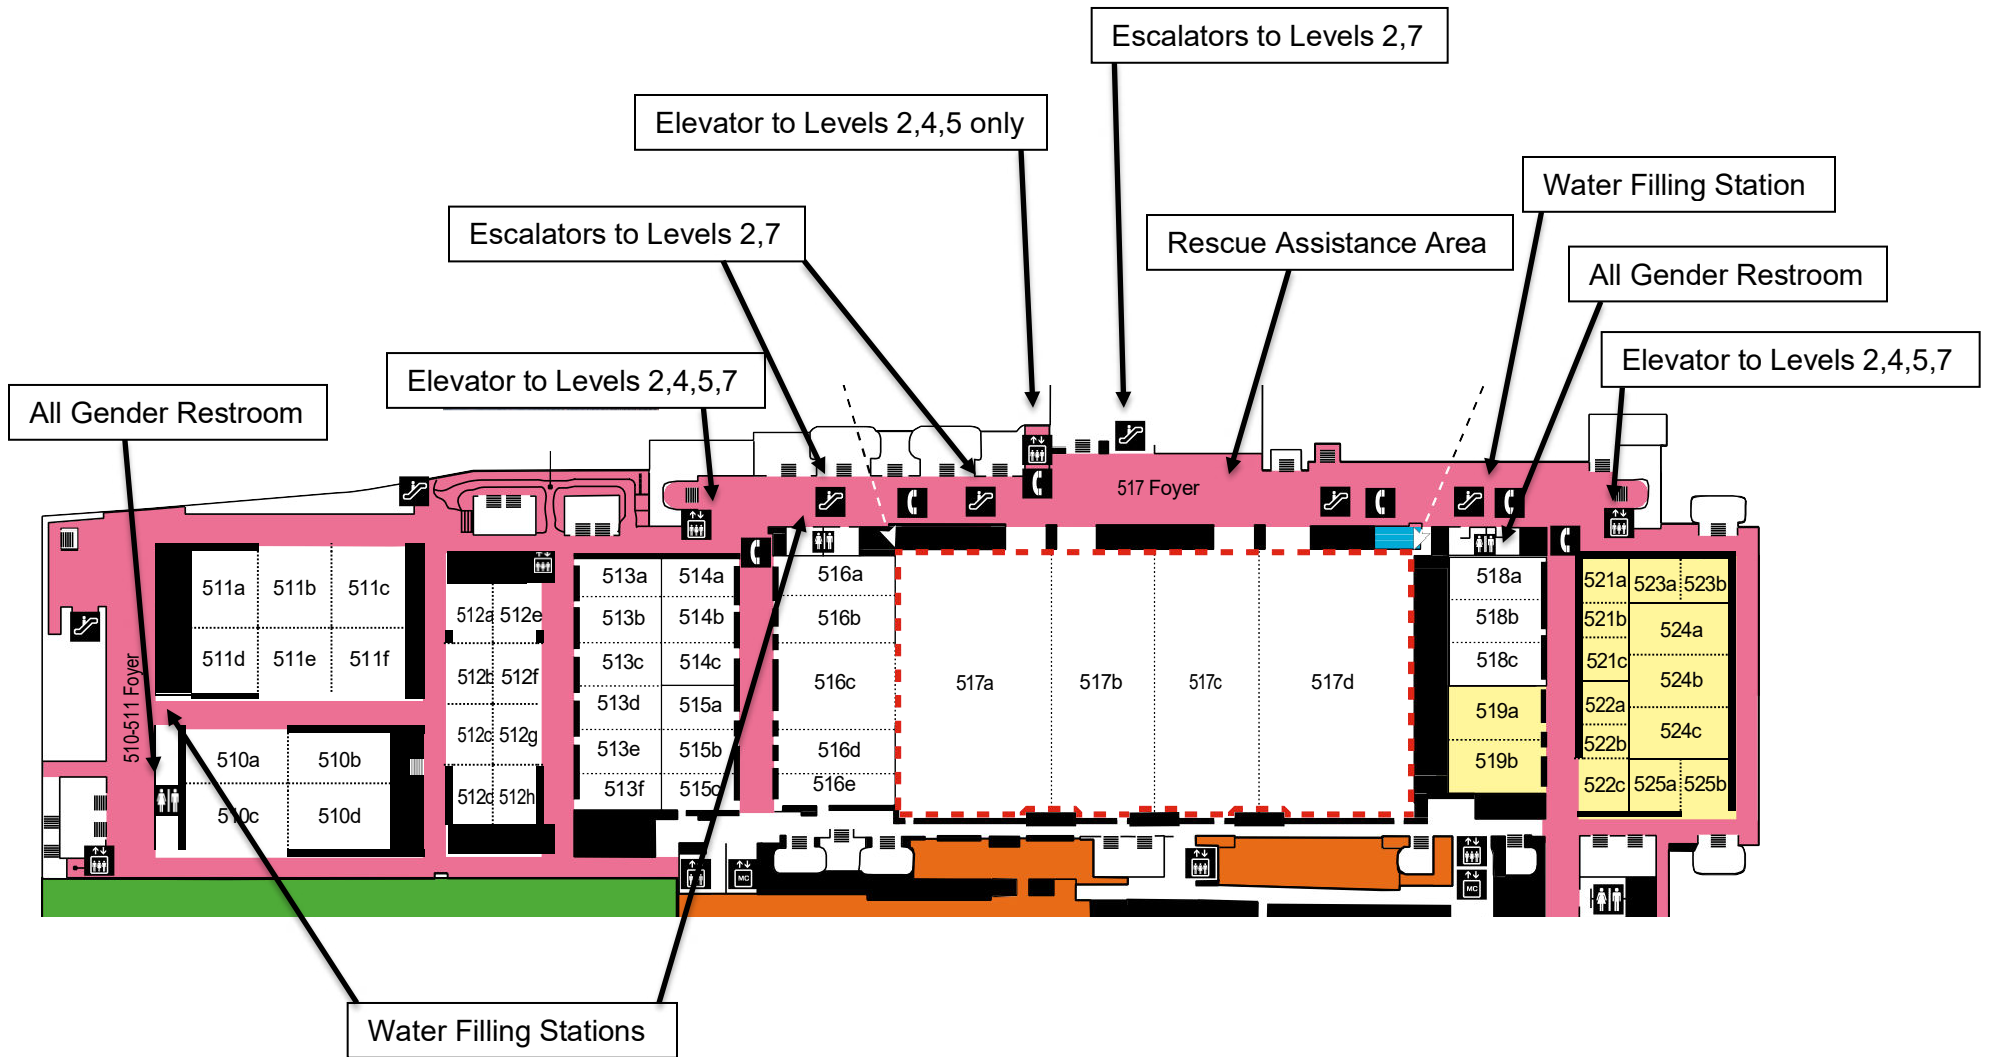 Escalators to Levels 2,7
Elevator to Levels 2,4,5 only
Water Filling Station
Escalators to Levels 2,7
Rescue Assistance Area
All Gender Restroom
Elevator to Levels 2,4,5,7
Elevator to Levels 2,4,5,7
All Gender Restroom
517 Foyer
511a 511b 511c
511d 511e 511f
510-511 Foyer
510a 510b
510c 510d
512a 512e
512b 512f
512c 512g
512d 512h
513a 514a
513b 514b
513c 514c
513d 515a
513e 515b
513f 515c
516a
516b
516c
516d
516e
517a 517b 517c 517d
518a
518b
518c
519a
519b
521a 523a 523b
521b 524a
521c 524b
522a 524c
522b
522c 525a 525b
MC
MC
Water Filling Stations